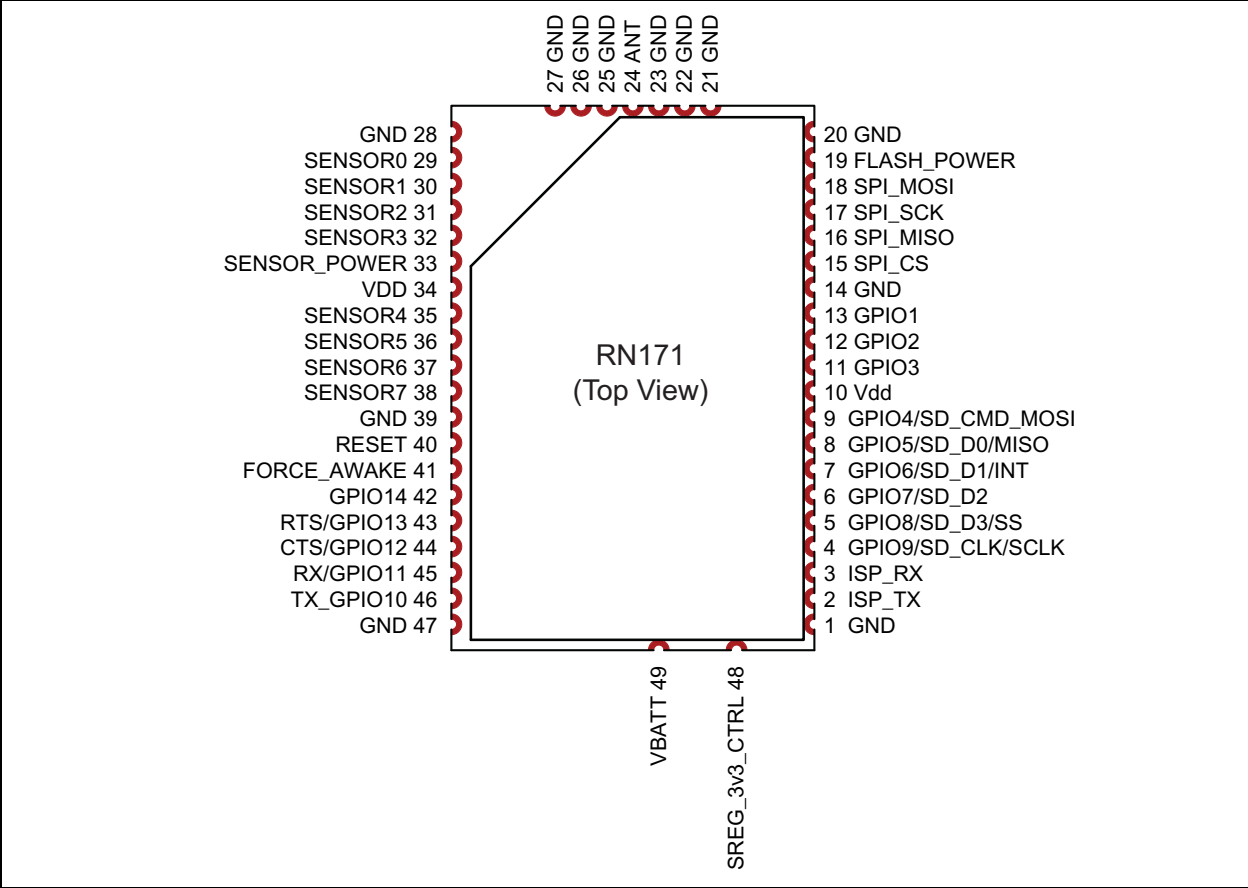 27 GND
26 GND
25 GND
24 ANT
23 GND
22 GND
21 GND
GND 28
SENSOR0 29
SENSOR1 30
SENSOR2 31
SENSOR3 32
SENSOR_POWER 33
VDD 34
SENSOR4 35
SENSOR5 36
SENSOR6 37
SENSOR7 38
GND 39
RESET 40
FORCE_AWAKE 41
GPIO14 42
RTS/GPIO13 43
CTS/GPIO12 44
RX/GPIO11 45
TX_GPIO10 46
GND 47
RN171
(Top View)
20 GND
19 FLASH_POWER
18 SPI_MOSI
17 SPI_SCK
16 SPI_MISO
15 SPI_CS
14 GND
13 GPIO1
12 GPIO2
11 GPIO3
10 Vdd
9 GPIO4/SD_CMD_MOSI
8 GPIO5/SD_D0/MISO
7 GPIO6/SD_D1/INT
6 GPIO7/SD_D2
5 GPIO8/SD_D3/SS
4 GPIO9/SD_CLK/SCLK
3 ISP_RX
2 ISP_TX
1 GND
VBATT 49
SREG_3v3_CTRL 48